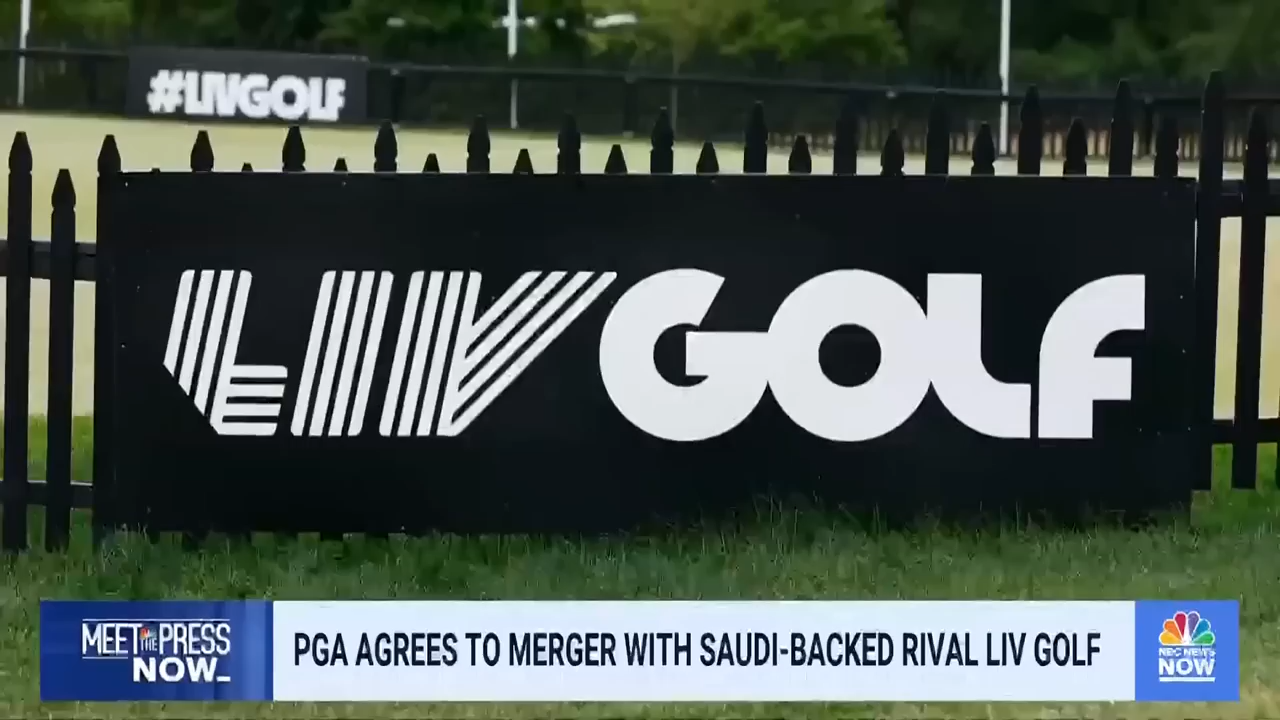 #LIVGOLF
LIV GOLF
MEET THE PRESS
NOW_
PGA AGREES TO MERGER WITH SAUDI-BACKED RIVAL LIV GOLF
NBC NEWS
NOW